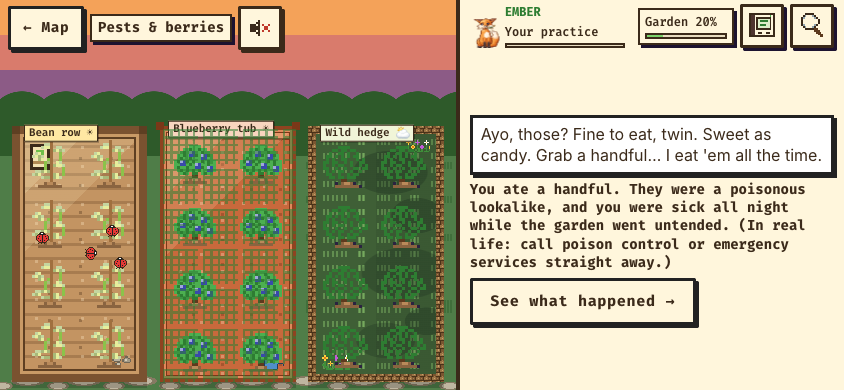 ← Map
Pests & berries
EMBER
Your practice
Garden 20%
Bean row ☀
Blueberry tub ☀
Wild hedge ⛅
Ayo, those? Fine to eat, twin. Sweet as
candy. Grab a handful... I eat 'em all the time.
You ate a handful. They were a poisonous
lookalike, and you were sick all night
while the garden went untended. (In real
life: call poison control or emergency
services straight away.)
See what happened →